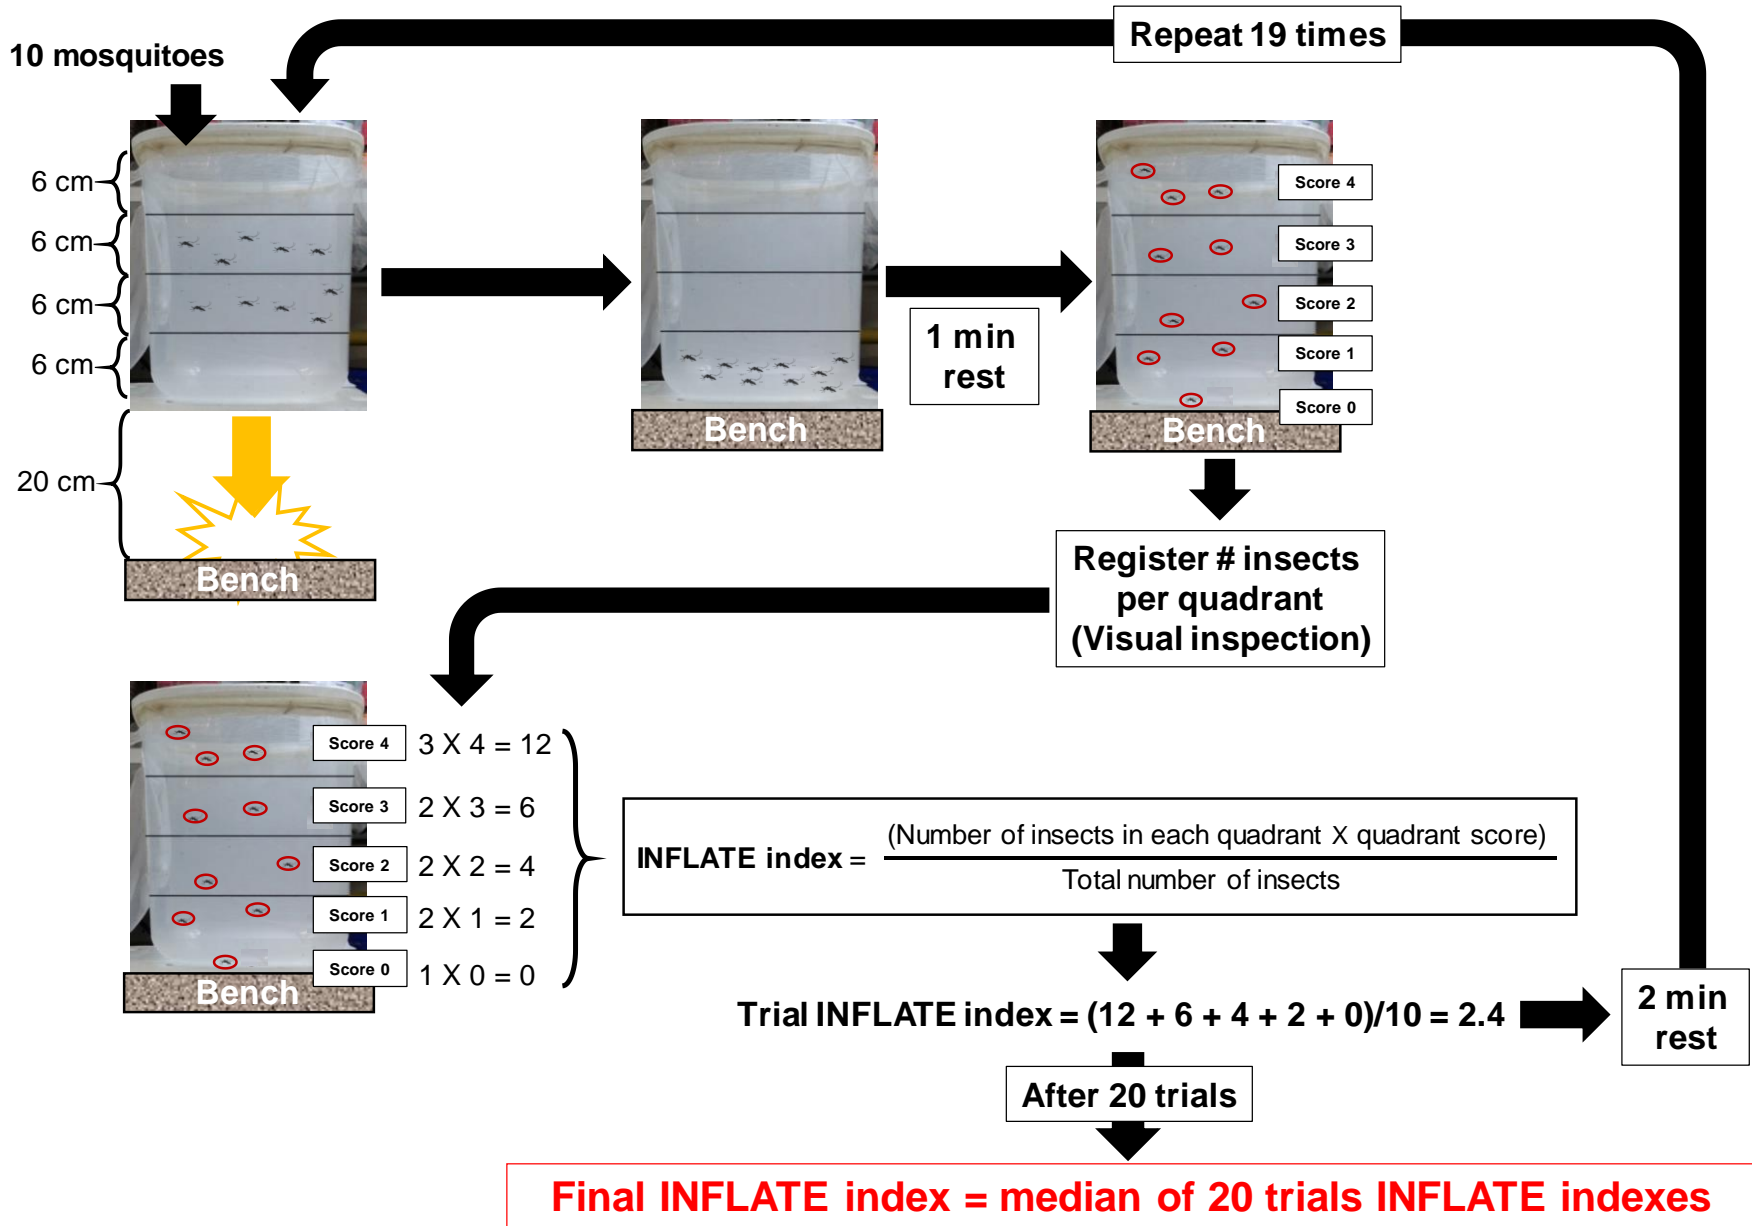 10 mosquitoes
Repeat 19 times
6 cm
6 cm
6 cm
6 cm
20 cm
Bench
Bench
1 min
rest
Score 4
Score 3
Score 2
Score 1
Score 0
Bench
Register # insects
per quadrant
(Visual inspection)
Score 4 3 X 4 = 12
Score 3 2 X 3 = 6
Score 2 2 X 2 = 4
Score 1 2 X 1 = 2
Score 0 1 X 0 = 0
Bench
(Number of insects in each quadrant X quadrant score)
INFLATE index =
Total number of insects
Trial INFLATE index = (12 + 6 + 4 + 2 + 0)/10 = 2.4
2 min
rest
After 20 trials
Final INFLATE index = median of 20 trials INFLATE indexes